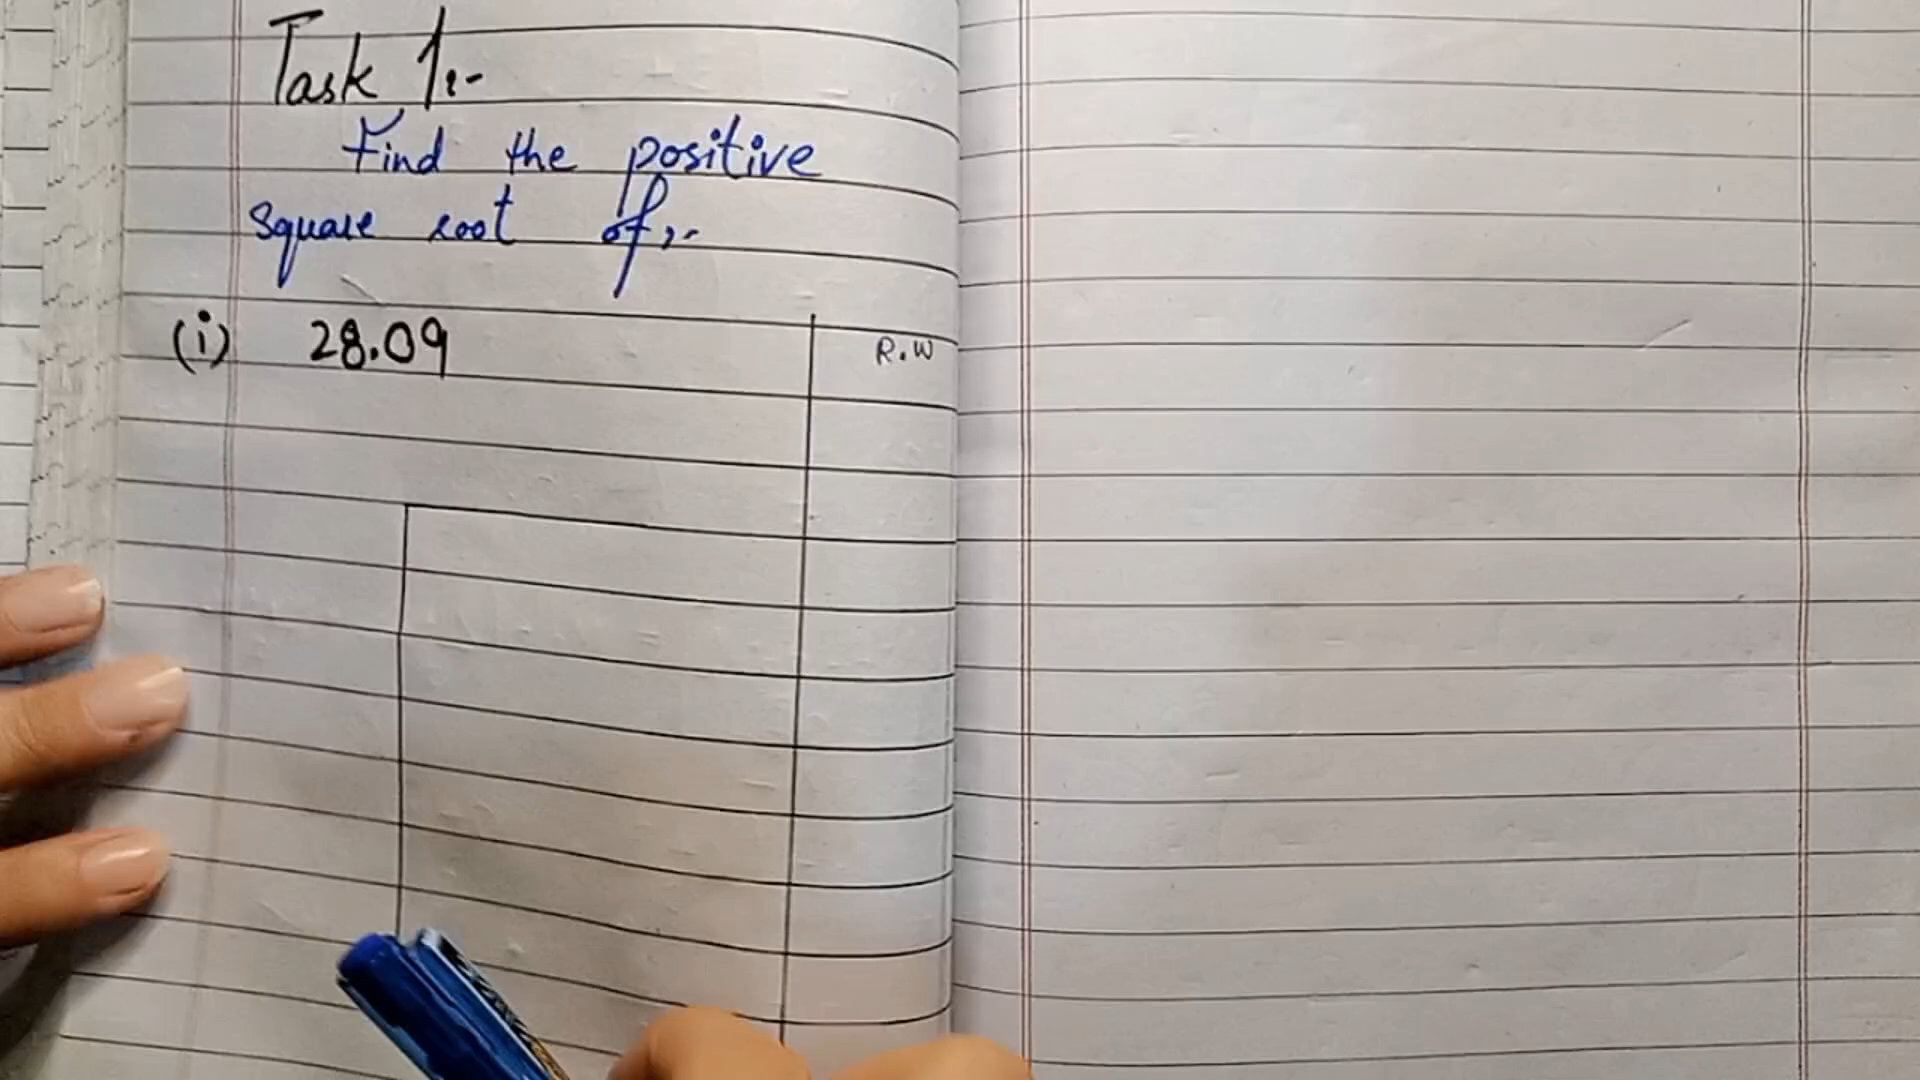 Task 1:-
Find the positive
square root of:-
(i) 28.09
R.W